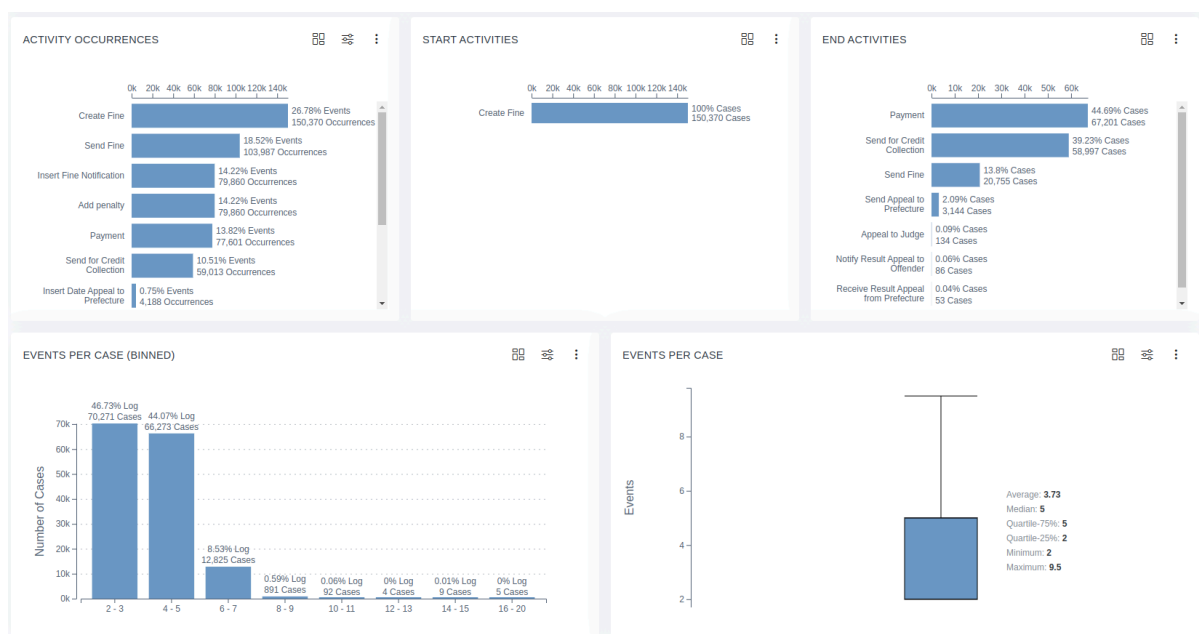 ACTIVITY OCCURRENCES
0k 20k 40k 60k 80k 100k 120k 140k
Create Fine
26.78% Events
150,370 Occurrences
Send Fine
18.52% Events
103,987 Occurrences
Insert Fine Notification
14.22% Events
79,860 Occurrences
Add penalty
14.22% Events
79,860 Occurrences
Payment
13.82% Events
77,601 Occurrences
Send for Credit
Collection
10.51% Events
59,013 Occurrences
Insert Date Appeal to
Prefecture
0.75% Events
4,188 Occurrences
START ACTIVITIES
0k 20k 40k 60k 80k 100k 120k 140k
Create Fine
100% Cases
150,370 Cases
END ACTIVITIES
0k 10k 20k 30k 40k 50k 60k
Payment
44.69% Cases
67,201 Cases
Send for Credit
Collection
39.23% Cases
58,997 Cases
Send Fine
13.8% Cases
20,755 Cases
Send Appeal to
Prefecture
2.09% Cases
3,144 Cases
Appeal to Judge
0.09% Cases
134 Cases
Notify Result Appeal to
Offender
0.06% Cases
86 Cases
Receive Result Appeal
from Prefecture
0.04% Cases
53 Cases
EVENTS PER CASE (BINNED)
Number of Cases
70k
60k
50k
40k
30k
20k
10k
0k
46.73% Log
70,271 Cases
44.07% Log
66,273 Cases
8.53% Log
12,825 Cases
0.59% Log
891 Cases
0.06% Log
92 Cases
0% Log
4 Cases
0.01% Log
9 Cases
0% Log
5 Cases
2 - 3 4 - 5 6 - 7 8 - 9 10 - 11 12 - 13 14 - 15 16 - 20
EVENTS PER CASE
Events
8
6
4
2
Average: 3.73
Median: 5
Quartile-75%: 5
Quartile-25%: 2
Minimum: 2
Maximum: 9.5